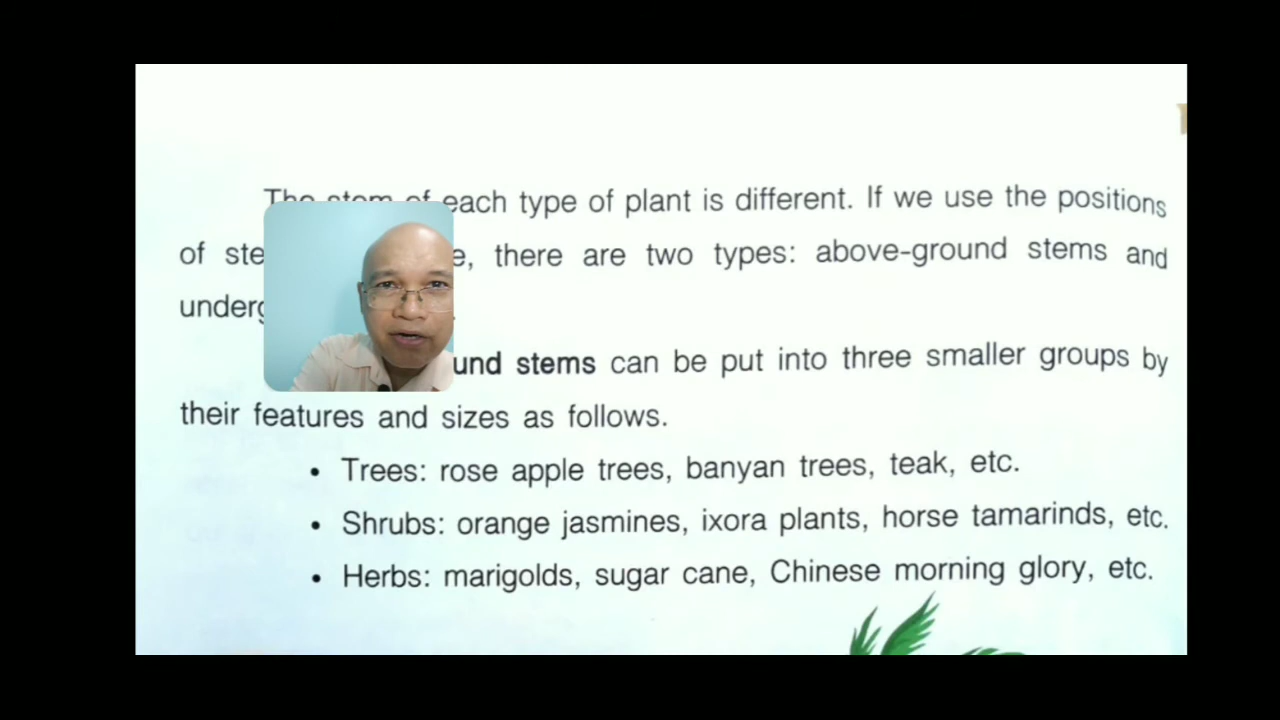 The stem of each type of plant is different. If we use the positions
of there are two types: above-ground stems and
stems can be put into three smaller groups by
their features and sizes as follows.
• Trees: rose apple trees, banyan trees, teak, etc.
• Shrubs: orange jasmines, ixora plants, horse tamarinds, etc.
• Herbs: marigolds, sugar cane, Chinese morning glory, etc.